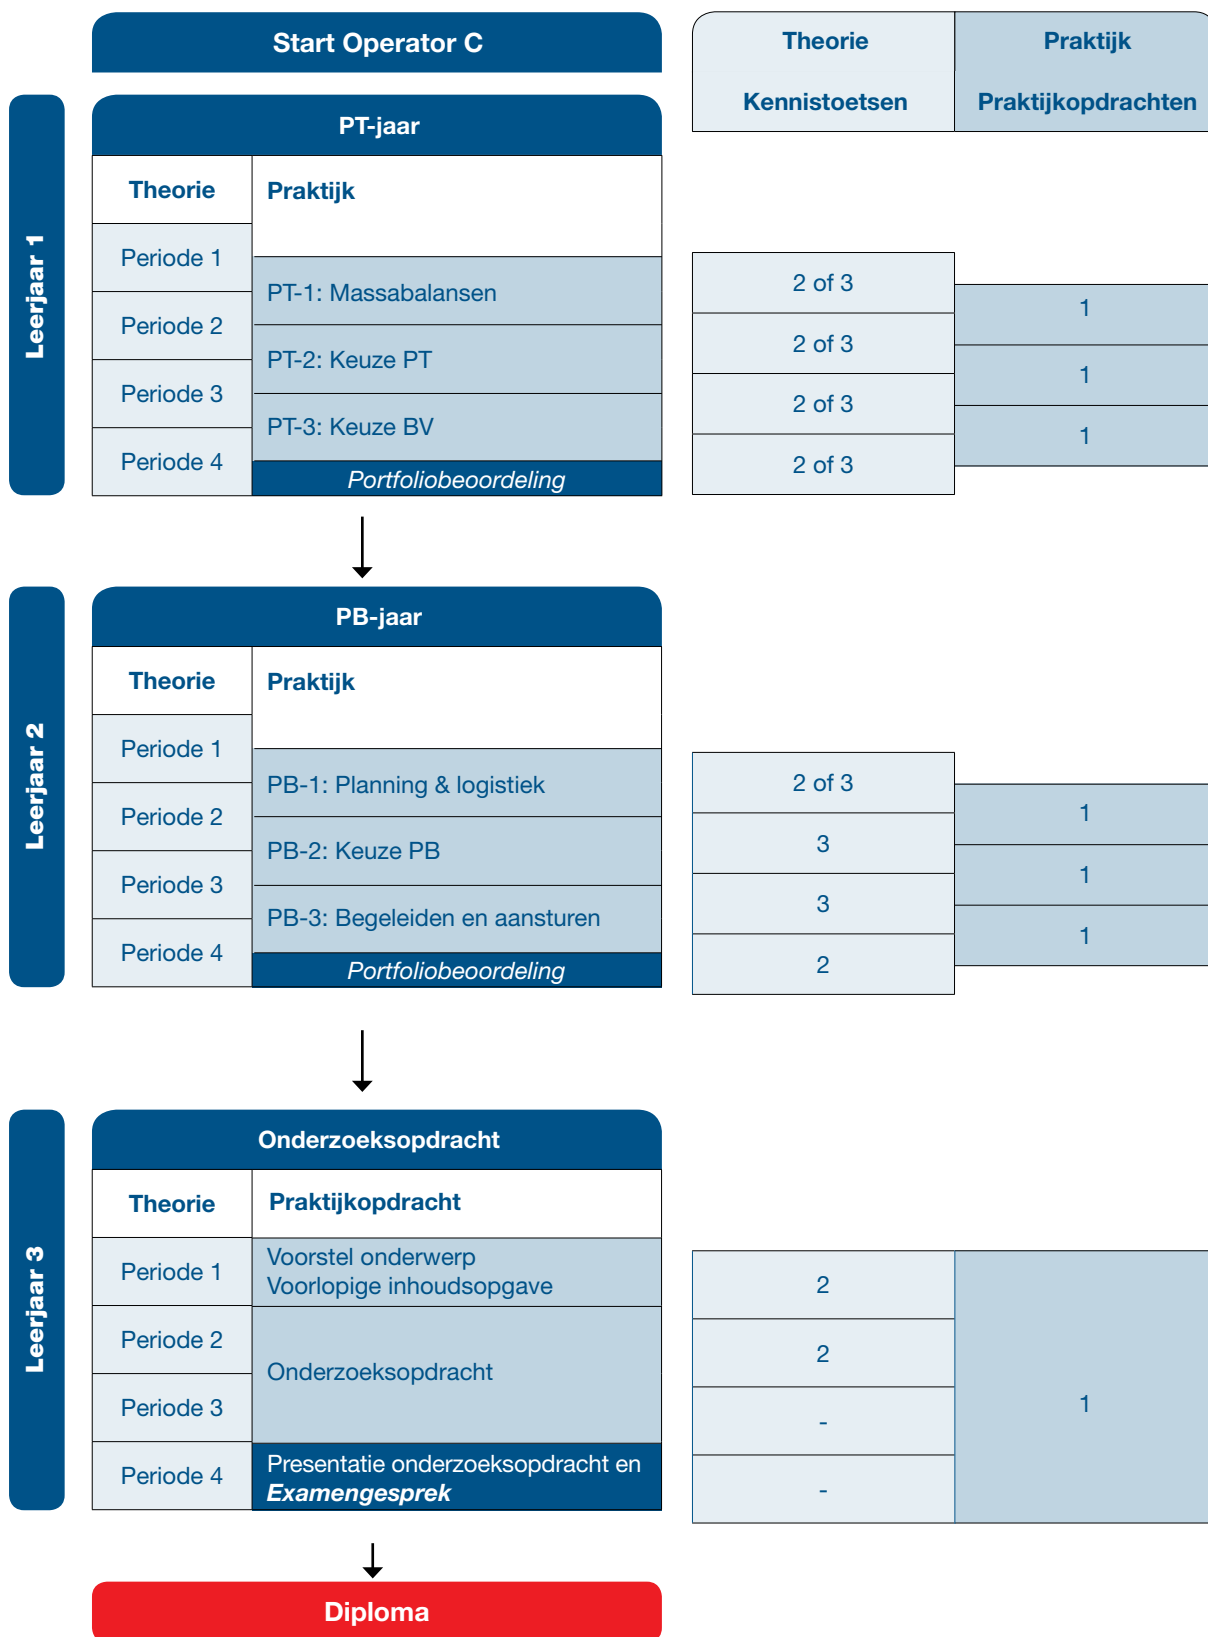 Start Operator C
Theorie
Praktijk
Kennistoetsen
Praktijkopdrachten
Leerjaar 1
PT-jaar
Theorie
Praktijk
Periode 1
Periode 2
Periode 3
Periode 4
PT-1: Massabalansen
PT-2: Keuze PT
PT-3: Keuze BV
Portfoliobeoordeling
2 of 3
2 of 3
2 of 3
2 of 3
1
1
1
Leerjaar 2
PB-jaar
Theorie
Praktijk
Periode 1
Periode 2
Periode 3
Periode 4
PB-1: Planning & logistiek
PB-2: Keuze PB
PB-3: Begeleiden en aansturen
Portfoliobeoordeling
2 of 3
3
3
2
1
1
1
Leerjaar 3
Onderzoeksopdracht
Theorie
Praktijkopdracht
Periode 1
Periode 2
Periode 3
Periode 4
Voorstel onderwerp
Voorlopige inhoudsopgave
Onderzoeksopdracht
Presentatie onderzoeksopdracht en
Examengesprek
2
2
-
-
1
Diploma